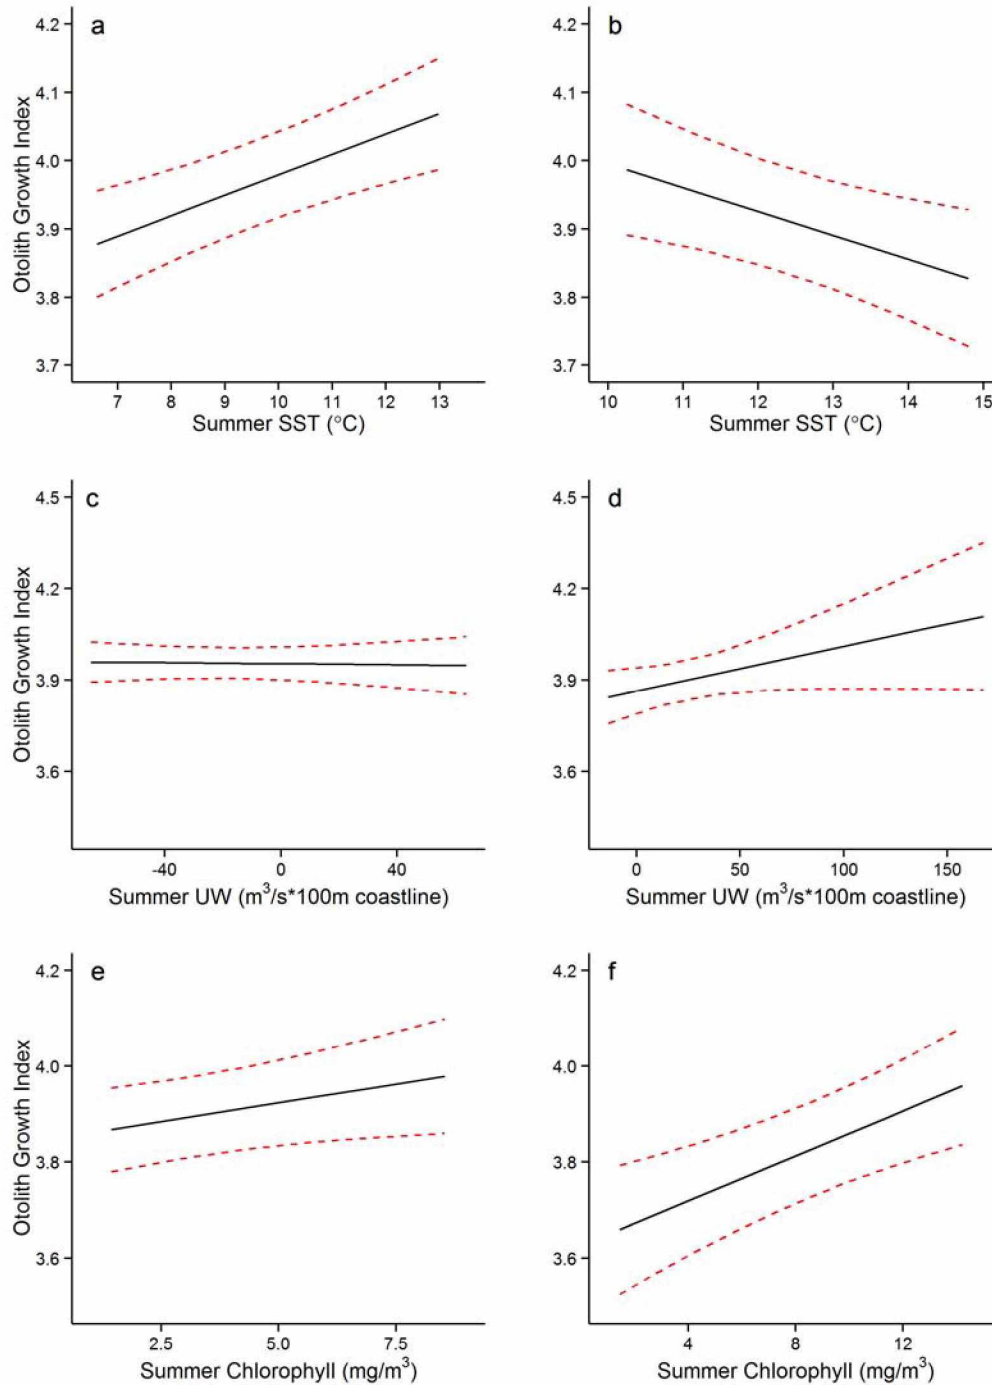 a
4.2
4.1
4.0
3.9
3.8
3.7
Otolith Growth Index
7 8 9 10 11 12 13
Summer SST (°C)
b
4.2
4.1
4.0
3.9
3.8
3.7
10 11 12 13 14 15
Summer SST (°C)
c
4.5
4.2
3.9
3.6
Otolith Growth Index
-40 0 40
Summer UW (m³/s*100m coastline)
d
4.5
4.2
3.9
3.6
0 50 100 150
Summer UW (m³/s*100m coastline)
e
4.2
4.0
3.8
3.6
Otolith Growth Index
2.5 5.0 7.5
Summer Chlorophyll (mg/m³)
f
4.2
4.0
3.8
3.6
4 8 12
Summer Chlorophyll (mg/m³)